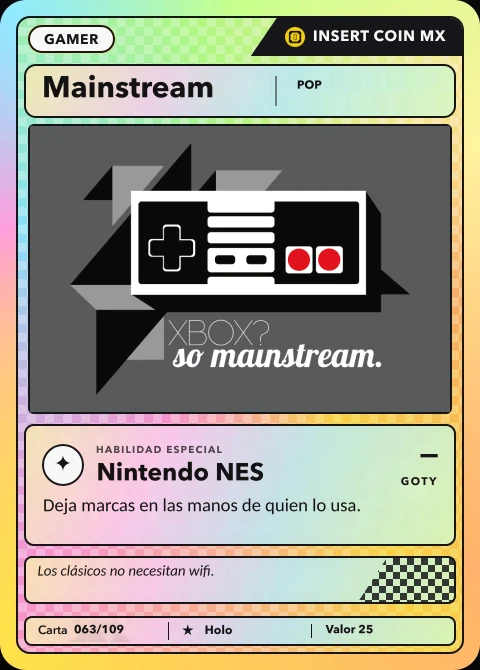 GAMER
INSERT COIN MX
Mainstream
POP
XBOX?
so mainstream.
HABILIDAD ESPECIAL
Nintendo NES
—
GOTY
Deja marcas en las manos de quien lo usa.
Los clásicos no necesitan wifi.
Carta 063/109
★ Holo
Valor 25